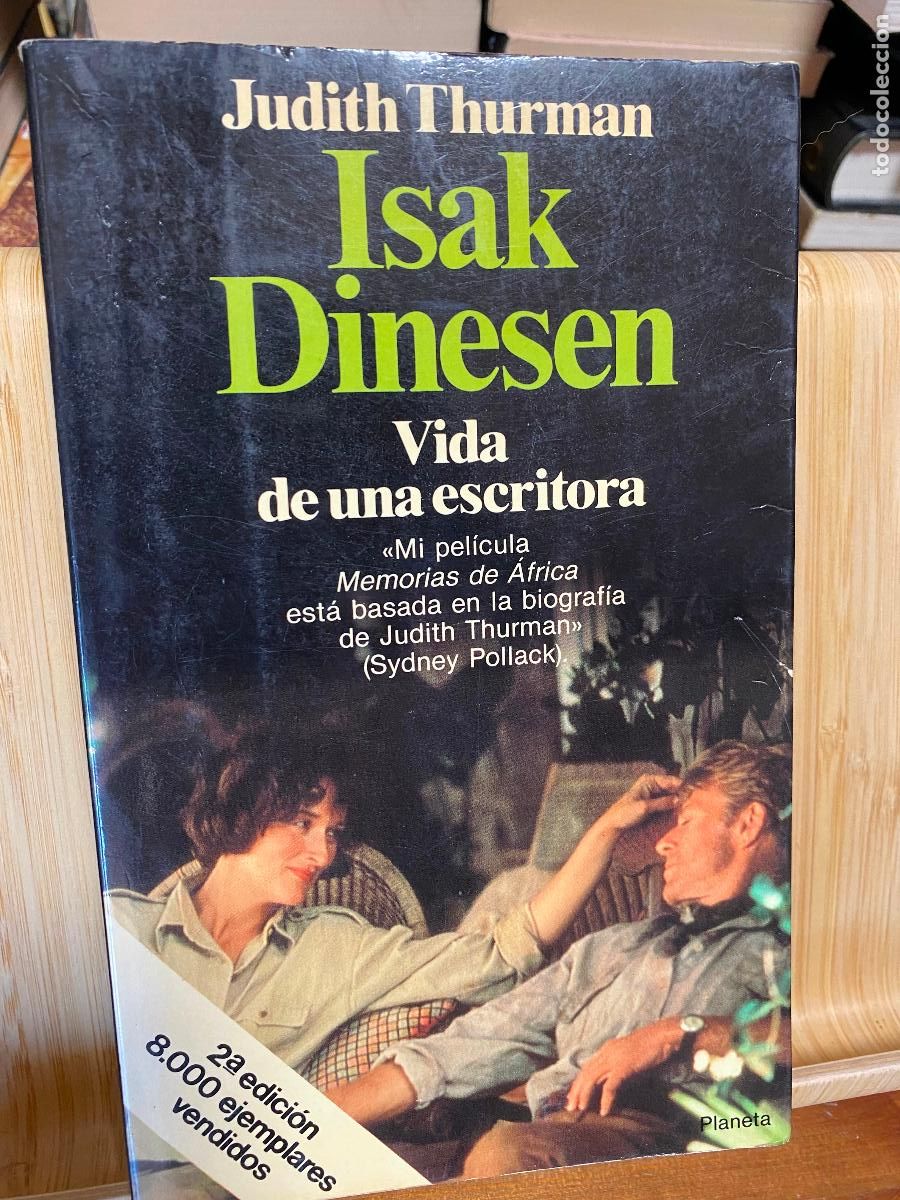 Judith Thurman
Isak
Dinesen
Vida
de una escritora
«Mi película
Memorias de África
está basada en la biografía
de Judith Thurman»
(Sydney Pollack).
2ª edición
8.000 ejemplares
vendidos
Planeta
todocoleccion